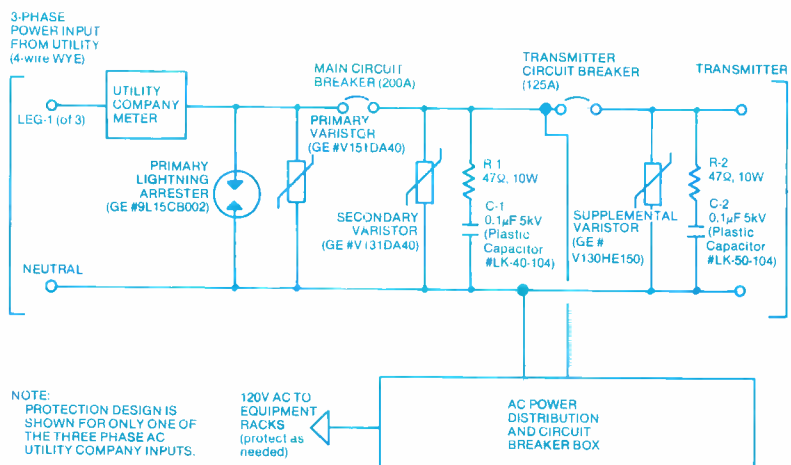 3-PHASE
POWER INPUT
FROM UTILITY
(4-wire WYE)
LEG-1 (of 3)
UTILITY
COMPANY
METER
MAIN CIRCUIT
BREAKER (200A)
TRANSMITTER
CIRCUIT BREAKER
(125A)
TRANSMITTER
PRIMARY
LIGHTNING
ARRESTER
(GE #9L15CB002)
PRIMARY
VARISTOR
(GE #V151DA40)
SECONDARY
VARISTOR
(GE #V131DA40)
R-1
47Ω, 10W
C-1
0.1µF 5kV
(Plastic
Capacitor
#LK-40-104)
SUPPLEMENTAL
VARISTOR
(GE #
V130HE150)
R-2
47Ω, 10W
C-2
0.1µF 5kV
(Plastic
Capacitor
#LK-50-104)
NEUTRAL
NOTE:
PROTECTION DESIGN IS
SHOWN FOR ONLY ONE OF
THE THREE PHASE AC
UTILITY COMPANY INPUTS.
120V AC TO
EQUIPMENT
RACKS
(protect as
needed)
AC POWER
DISTRIBUTION
AND CIRCUIT
BREAKER BOX